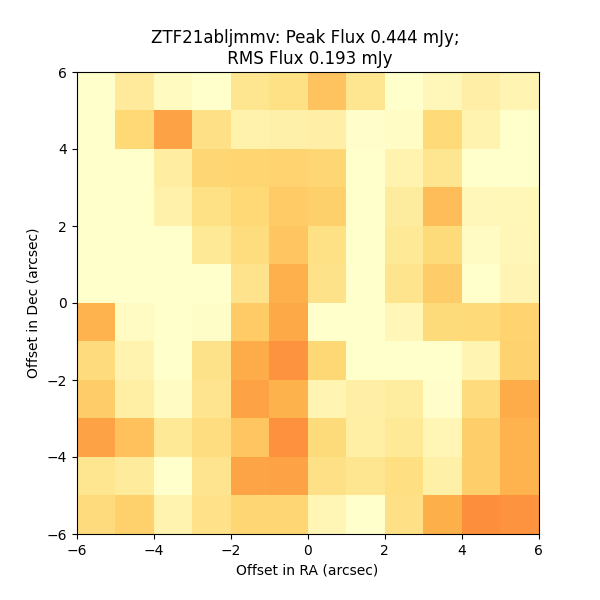 ZTF21abljmmv: Peak Flux 0.444 mJy;
RMS Flux 0.193 mJy
6
4
2
0
−2
−4
−6
Offset in Dec (arcsec)
−6 −4 −2 0 2 4 6
Offset in RA (arcsec)